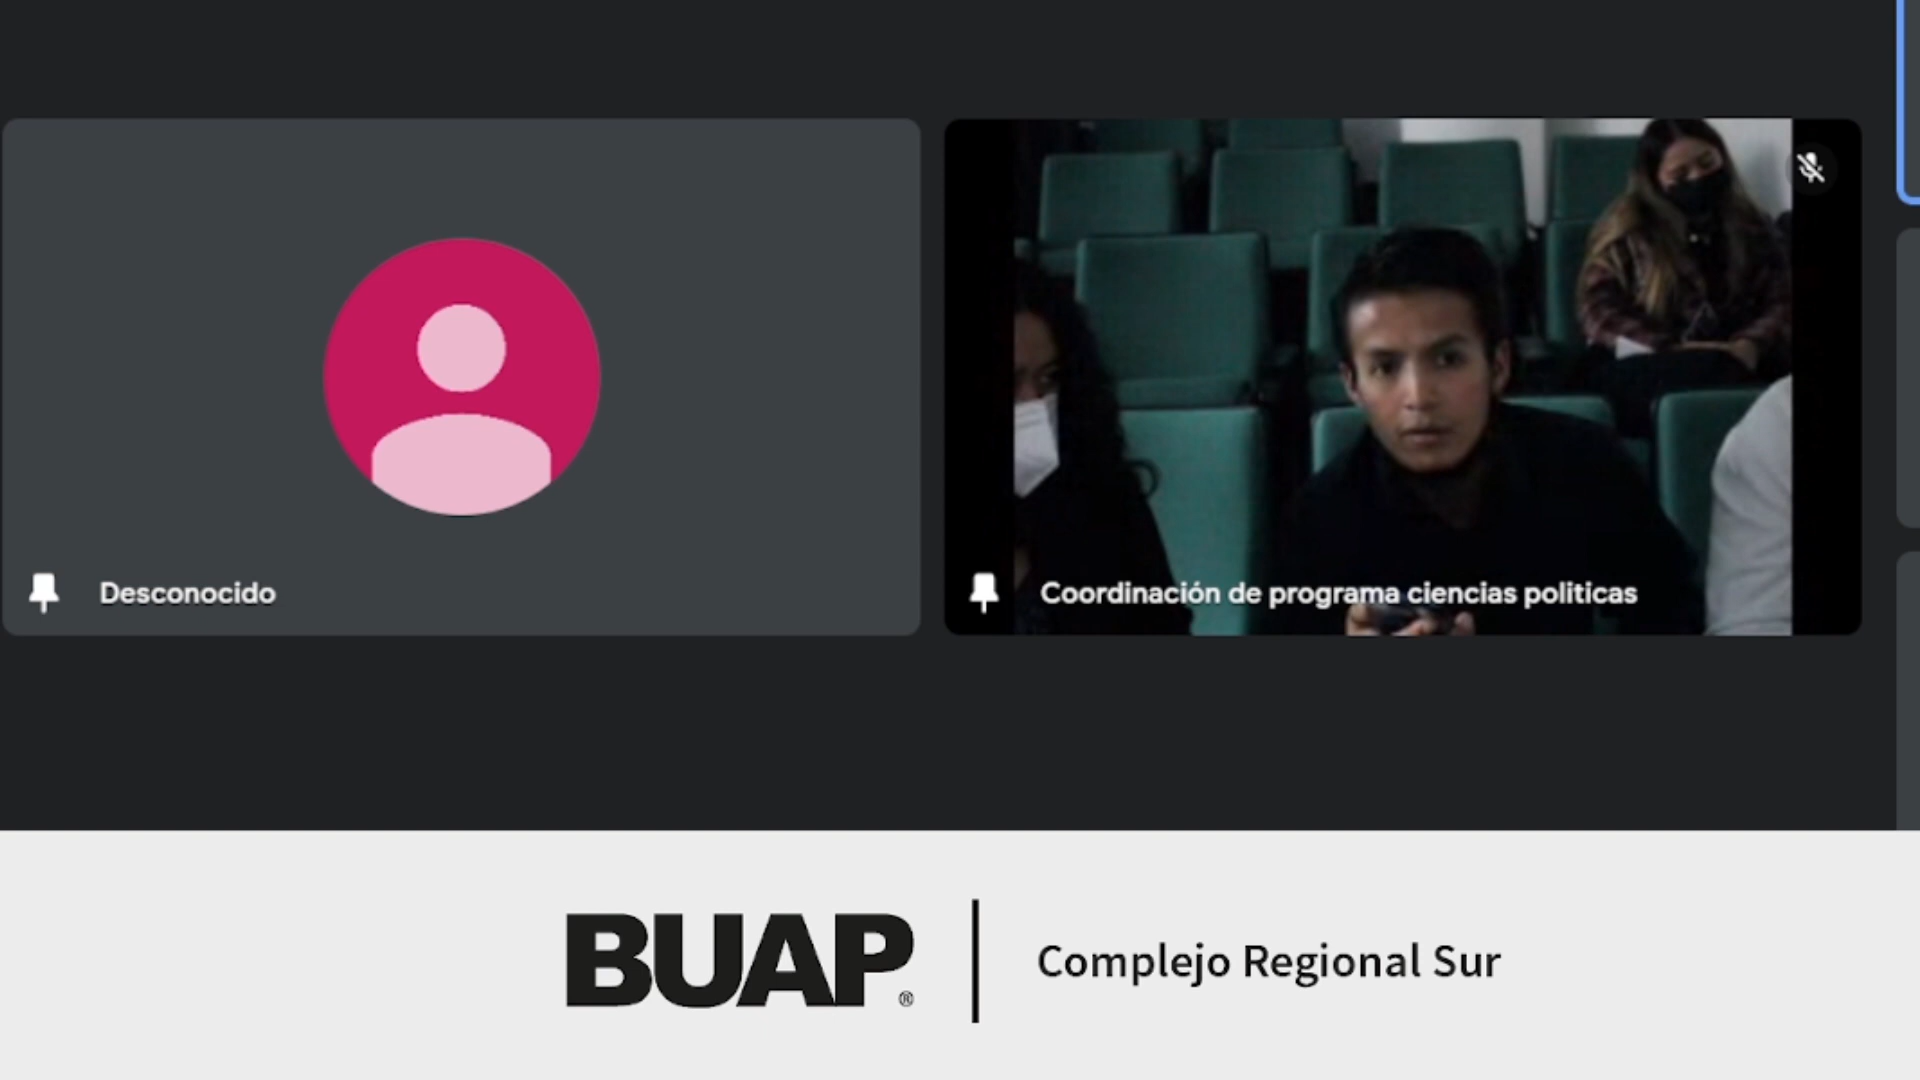 Desconocido
Coordinación de programa ciencias politicas
BUAP®
Complejo Regional Sur